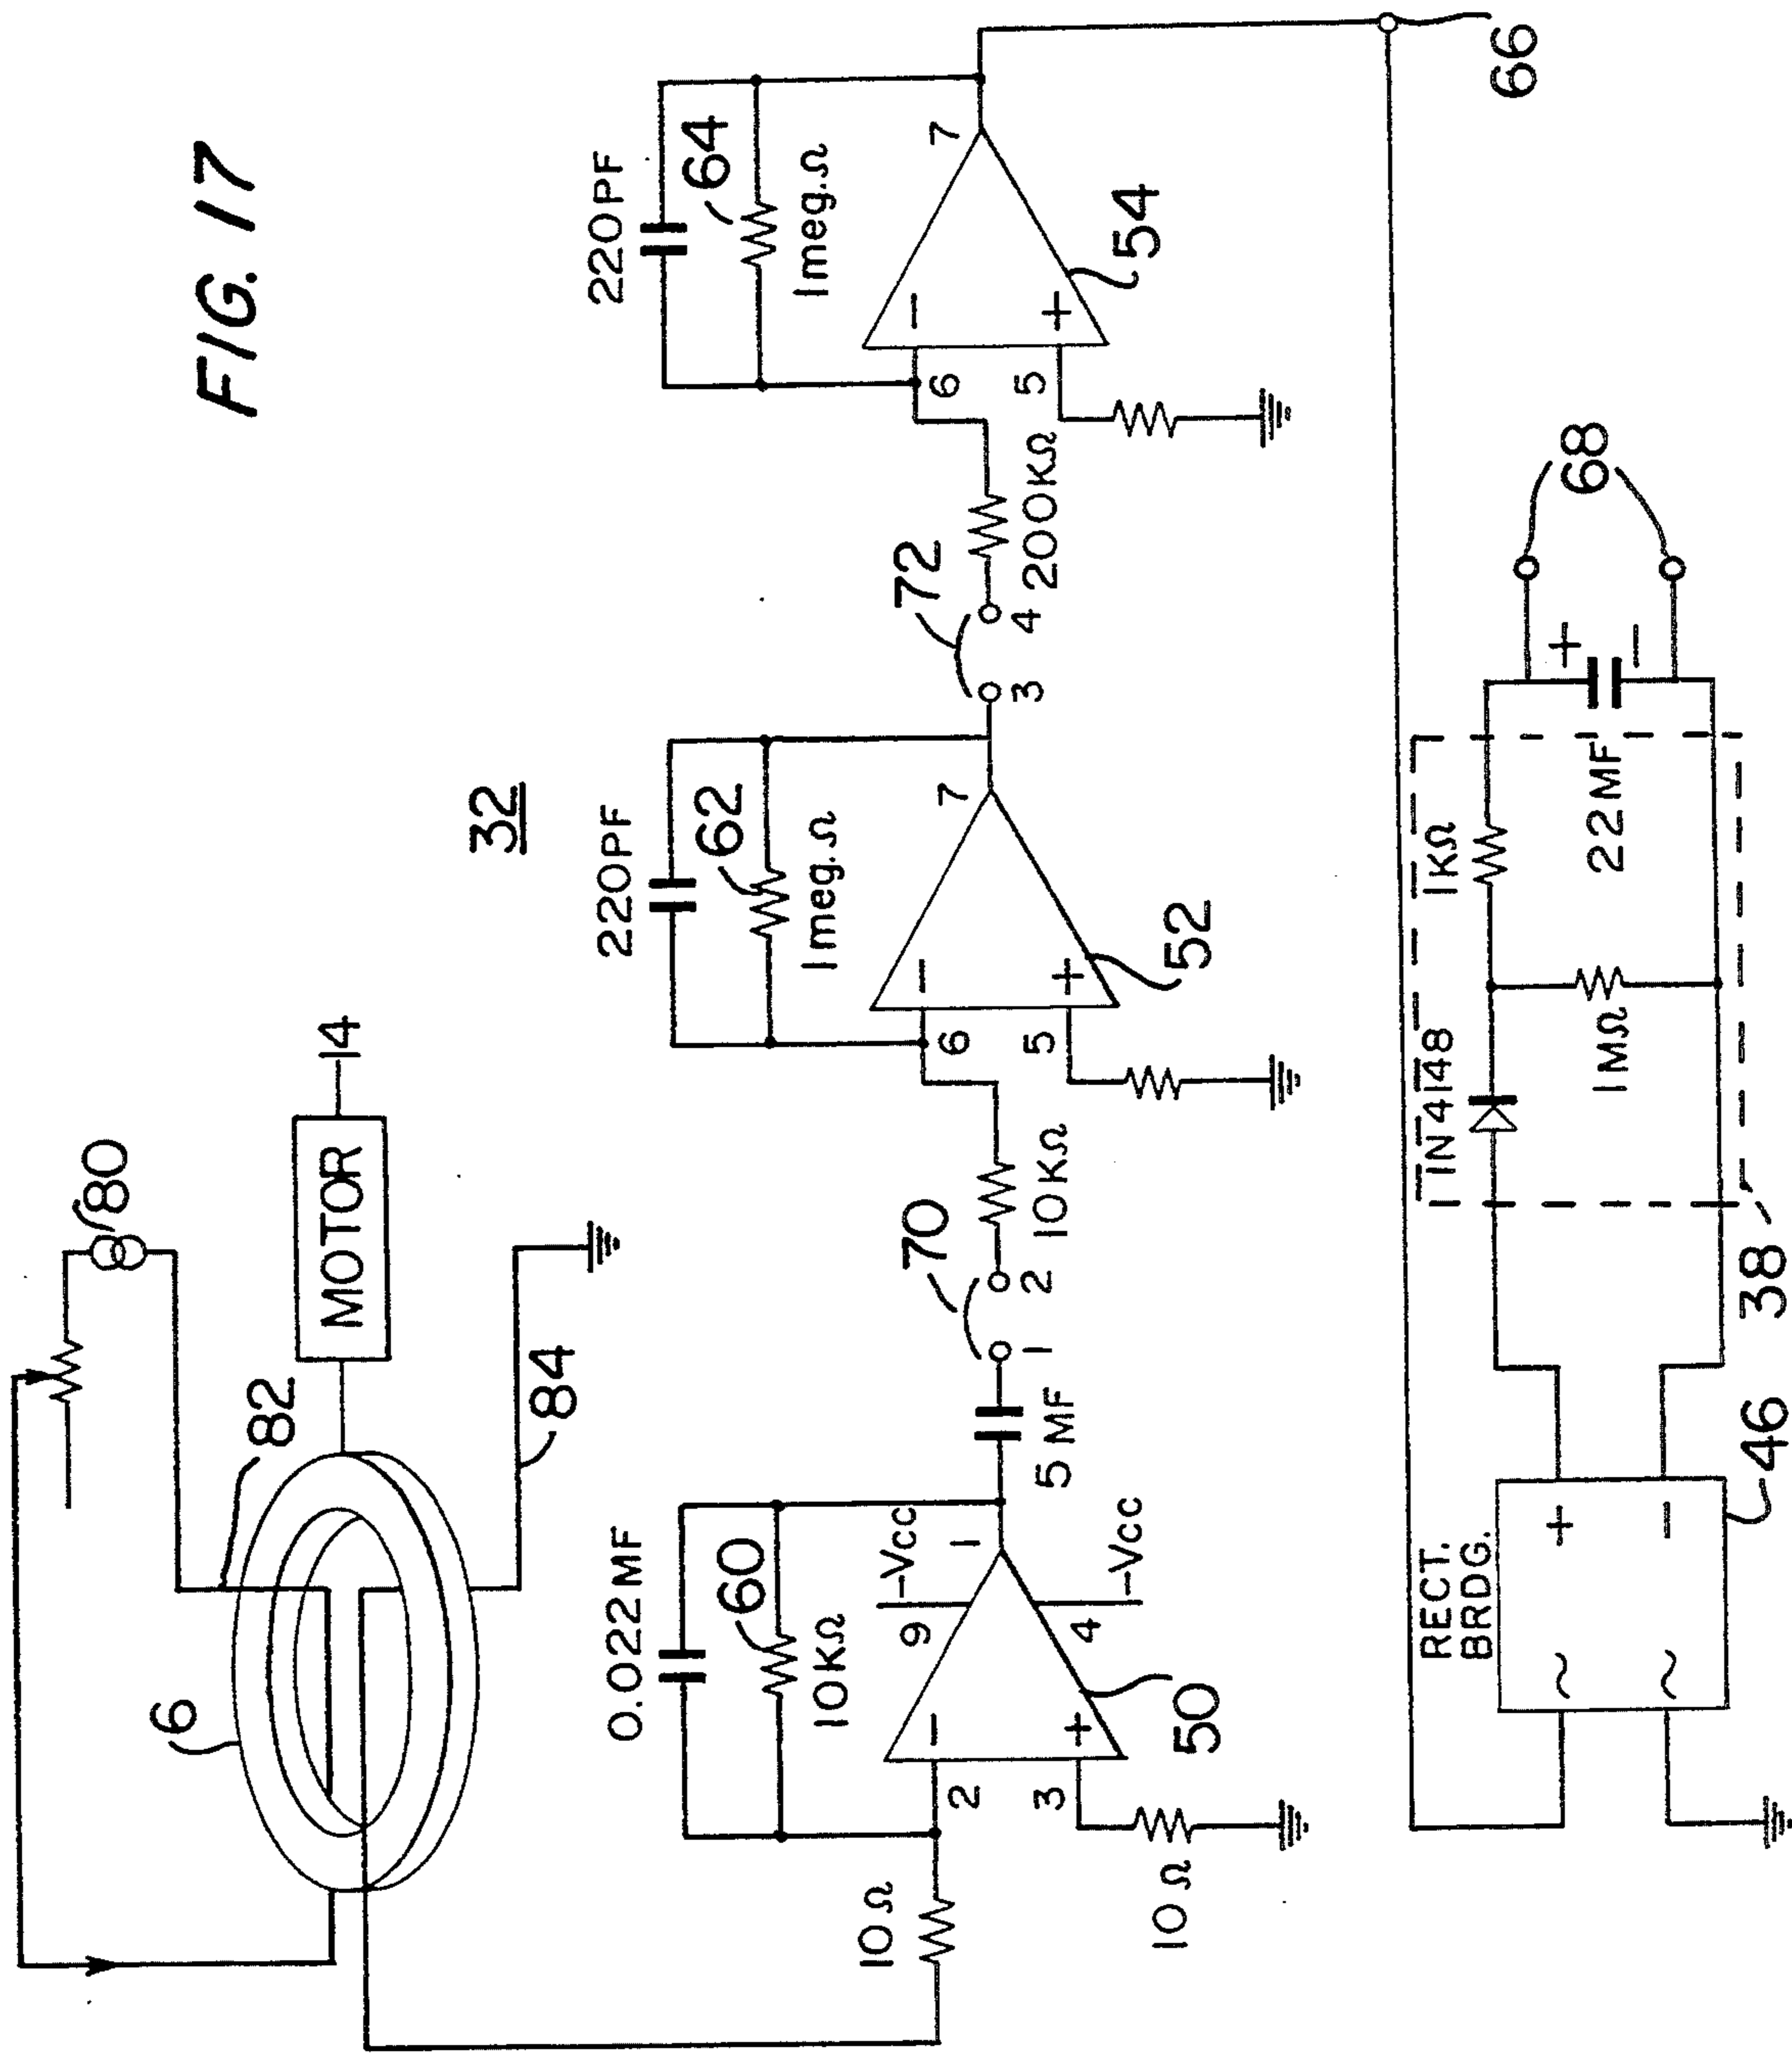 FIG. 17
80
MOTOR
14
82
6
84
32
0.022MF
60
10KΩ
-Vcc
9
1
2
3
4
-Vcc
10Ω
10Ω
50
5 MF
70
1
2
10KΩ
220PF
62
1meg.Ω
6
5
7
52
72
3
4
200KΩ
220PF
64
1meg.Ω
6
5
7
54
66
RECT.
BRDG.
46
38
1N4148
1KΩ
1MΩ
22MF
68